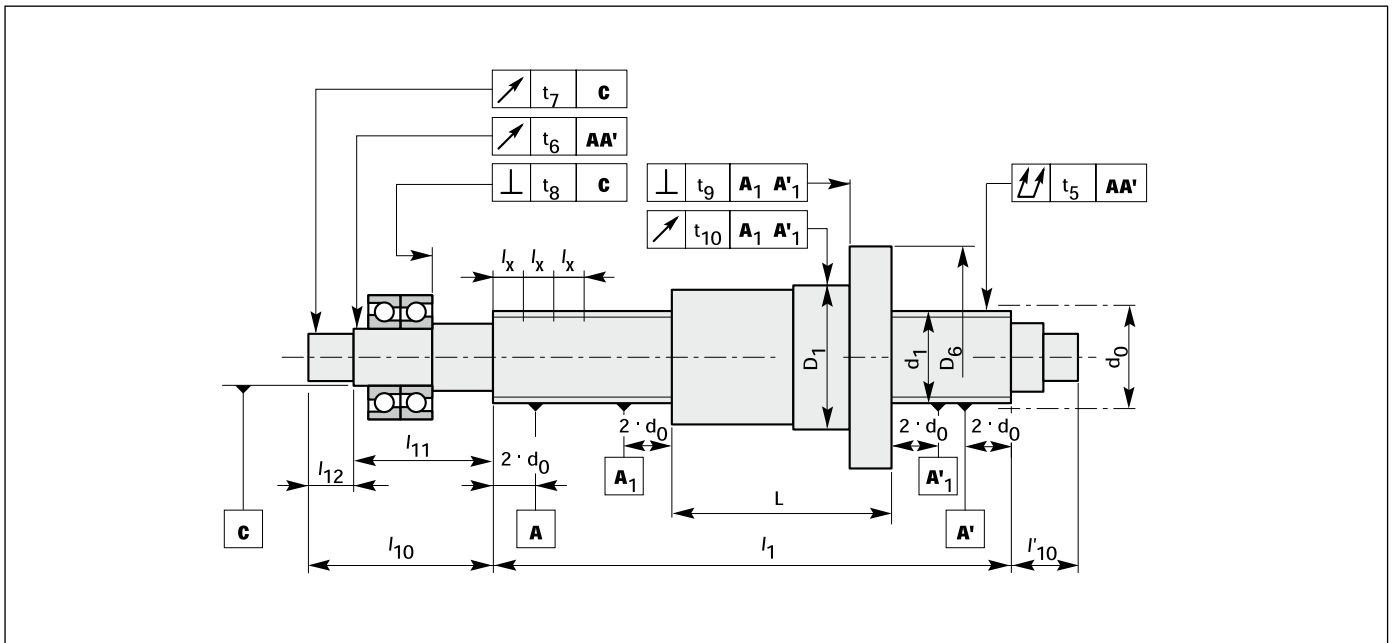 t7 C
t6 AA'
t8 C
t9 A1 A'1
t10 A1 A'1
t5 AA'
lx lx lx
D1
d1
D6
d0
2 · d0
2 · d0
2 · d0
2 · d0
l11
l12
A1
A'1
L
C
A
A'
l10
l1
l'10